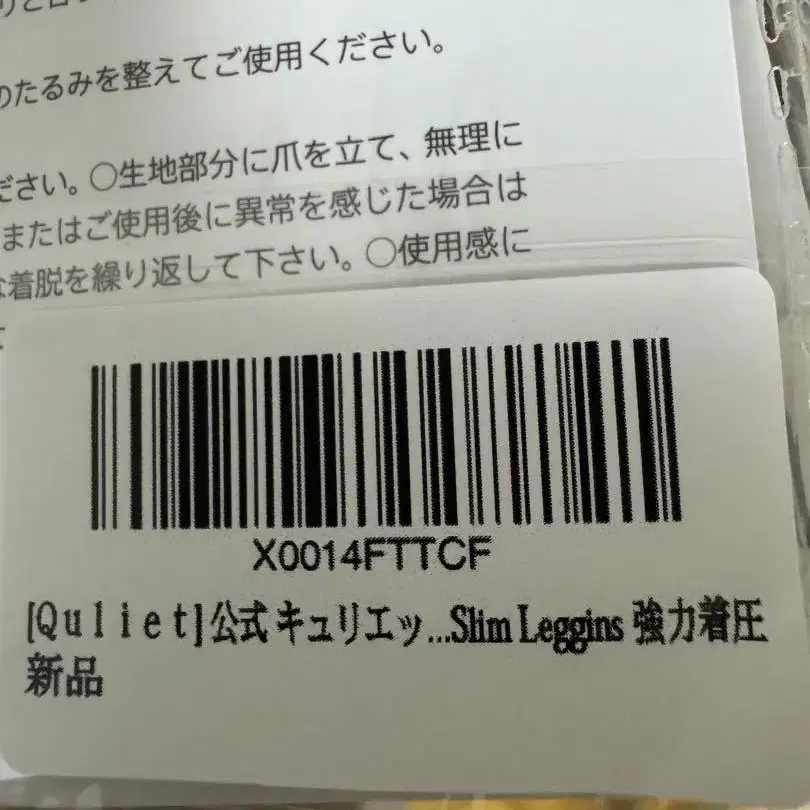 のたるみを整えてご使用ください。
ださい。○生地部分に爪を立て、無理に
またはご使用後に異常を感じた場合は
な着脱を繰り返して下さい。○使用感に
X0014FTTCF
[Quliet]公式 キュリエッ...Slim Leggins 強力着圧
新品